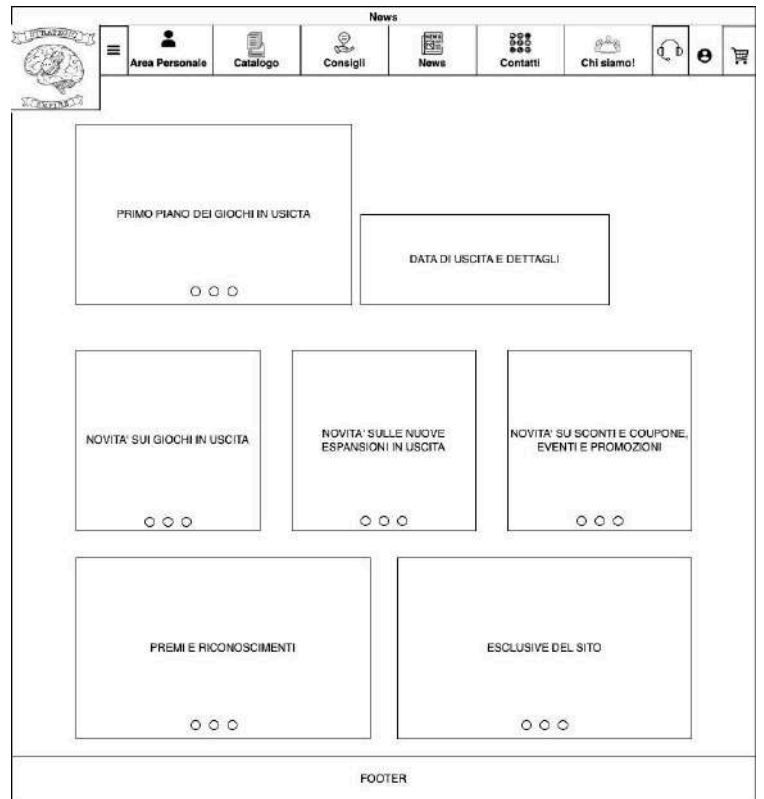 News
STRATEGIC
Area Personale
Catalogo
Consigli
News
Contatti
Chi siamo!
EMPIRE
PRIMO PIANO DEI GIOCHI IN USICTA
DATA DI USCITA E DETTAGLI
NOVITA' SUI GIOCHI IN USCITA
NOVITA' SULLE NUOVE
ESPANSIONI IN USCITA
NOVITA' SU SCONTI E COUPONE,
EVENTI E PROMOZIONI
PREMI E RICONOSCIMENTI
ESCLUSIVE DEL SITO
FOOTER